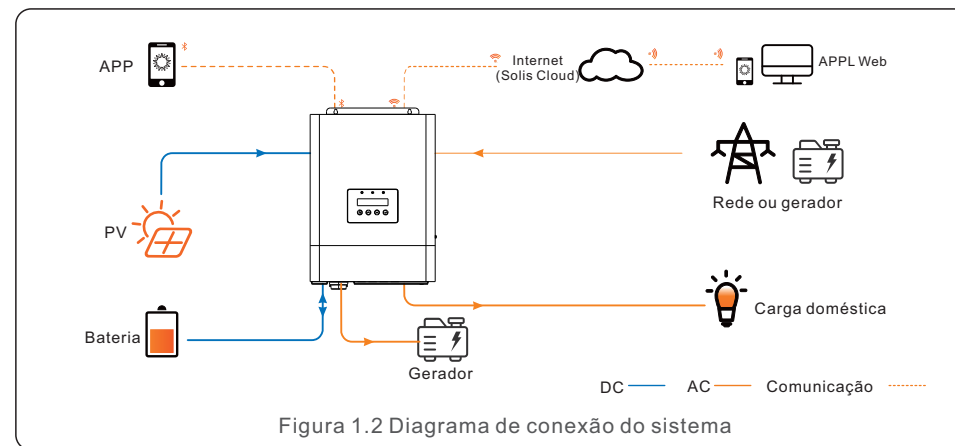 APP
Internet
(Solis Cloud)
APPL Web
PV
Rede ou gerador
Bateria
Carga doméstica
Gerador
DC AC Comunicação
Figura 1.2 Diagrama de conexão do sistema